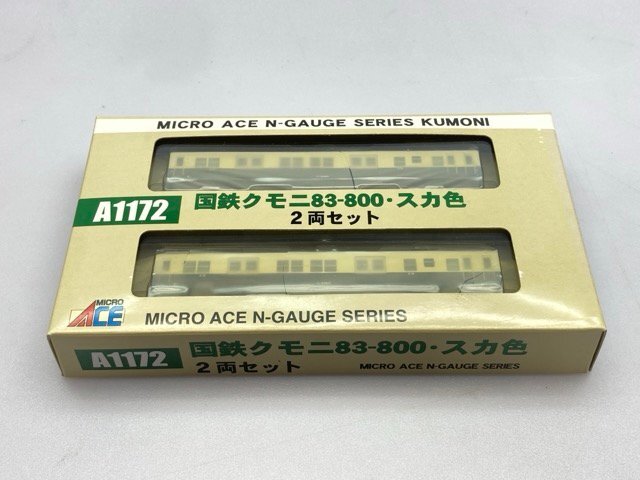 MICRO ACE N-GAUGE SERIES KUMONI
A1172
国鉄クモニ83-800・スカ色
2両セット
MICRO
ACE
MICRO ACE N-GAUGE SERIES
A1172
国鉄クモニ83-800・スカ色
2両セット
MICRO ACE N-GAUGE SERIES